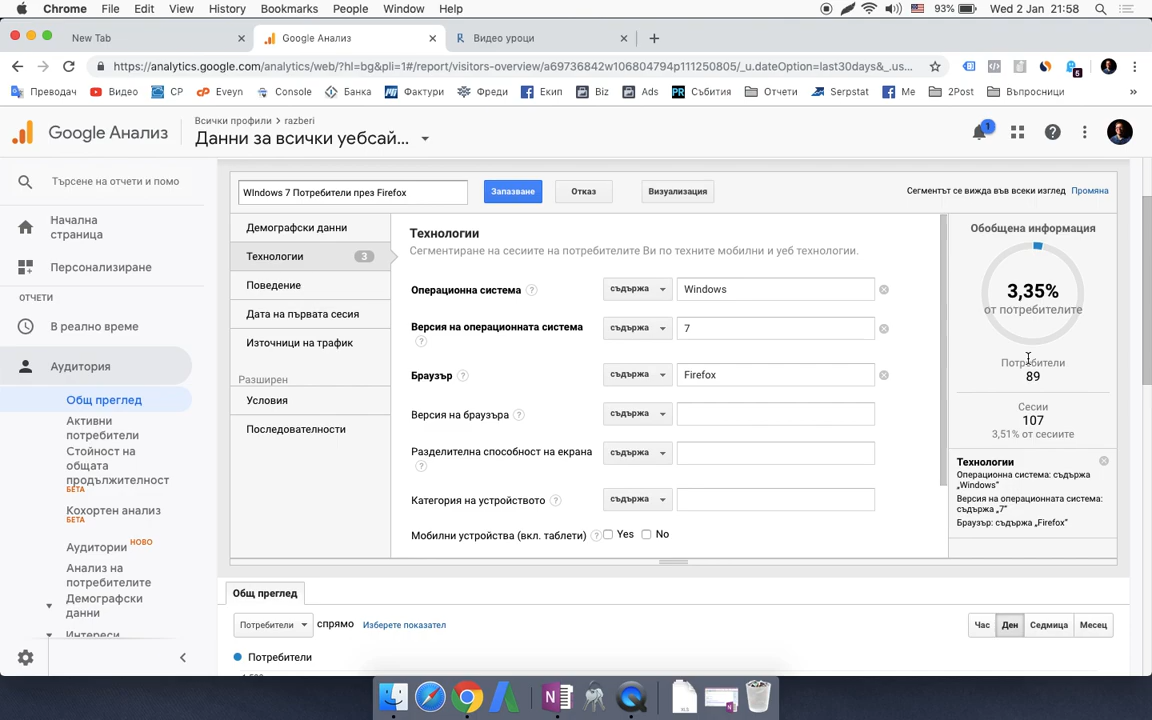 Chrome File Edit View History Bookmarks People Window Help 93% Wed 2 Jan 21:58
New Tab Google Анализ Видео уроци
https://analytics.google.com/analytics/web/?hl=bg&pli=1#/report/visitors-overview/a69736842w106804794p111250805/_u.dateOption=last30days&_.us...
Преводач Видео СР Eveyn Console Банка Фактури Фреди Екип Biz Ads Събития Отчети Serpstat Me 2Post Въпросници »
Google Анализ
Всички профили > razberi
Данни за всички уебсай...
1
Търсене на отчети и помо
Начална
страница
Персонализиране
ОТЧЕТИ
В реално време
Аудитория
Общ преглед
Активни
потребители
Стойност на
общата
продължителност
БЕТА
Кохортен анализ
БЕТА
Аудитории НОВО
Анализ на
потребителите
Демографски
данни
Интереси
WIndows 7 Потребители през Firefox
Запазване Отказ Визуализация
Сегментът се вижда във всеки изглед Промяна
Демографски данни
Технологии 3
Поведение
Дата на първата сесия
Източници на трафик
Разширен
Условия
Последователности
Технологии
Сегментиране на сесиите на потребителите Ви по техните мобилни и уеб технологии.
Операционна система ? съдържа Windows
Версия на операционната система ? съдържа 7
Браузър ? съдържа Firefox
Версия на браузъра ? съдържа
Разделителна способност на екрана ? съдържа
Категория на устройството ? съдържа
Мобилни устройства (вкл. таблети) ? Yes No
Обобщена информация
3,35%
от потребителите
Потребители
89
Сесии
107
3,51% от сесиите
Технологии
Операционна система: съдържа
„Windows“
Версия на операционната система:
съдържа „7“
Браузър: съдържа „Firefox“
Общ преглед
Потребители спрямо Изберете показател
Час Ден Седмица Месец
Потребители